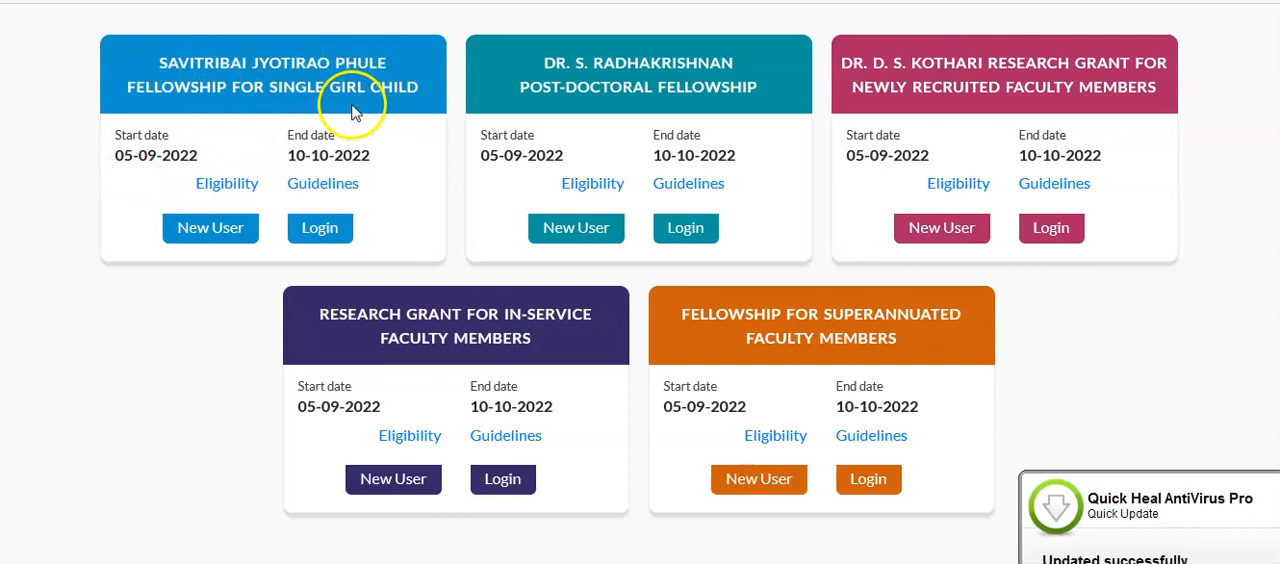 SAVITRIBAI JYOTIRAO PHULE
FELLOWSHIP FOR SINGLE GIRL CHILD
Start date
End date
05-09-2022
10-10-2022
Eligibility
Guidelines
New User
Login
DR. S. RADHAKRISHNAN
POST-DOCTORAL FELLOWSHIP
Start date
End date
05-09-2022
10-10-2022
Eligibility
Guidelines
New User
Login
DR. D. S. KOTHARI RESEARCH GRANT FOR
NEWLY RECRUITED FACULTY MEMBERS
Start date
End date
05-09-2022
10-10-2022
Eligibility
Guidelines
New User
Login
RESEARCH GRANT FOR IN-SERVICE
FACULTY MEMBERS
Start date
End date
05-09-2022
10-10-2022
Eligibility
Guidelines
New User
Login
FELLOWSHIP FOR SUPERANNUATED
FACULTY MEMBERS
Start date
End date
05-09-2022
10-10-2022
Eligibility
Guidelines
New User
Login
Quick Heal AntiVirus Pro
Quick Update
Updated successfully